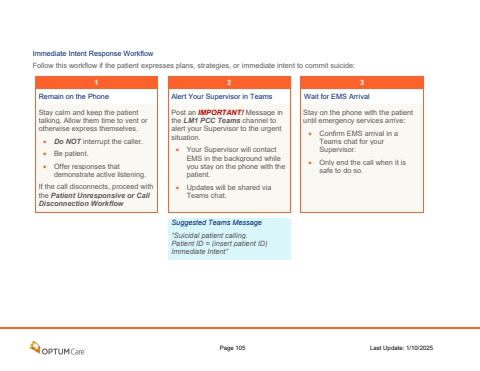 Immediate Intent Response Workflow
Follow this workflow if the patient expresses plans, strategies, or immediate intent to commit suicide:
1
Remain on the Phone
Stay calm and keep the patient
talking. Allow them time to vent or
otherwise express themselves.
• Do NOT interrupt the caller.
• Be patient.
• Offer responses that
demonstrate active listening.
If the call disconnects, proceed with
the Patient Unresponsive or Call
Disconnection Workflow
2
Alert Your Supervisor in Teams
Post an IMPORTANT! Message in
the LM1 PCC Teams channel to
alert your Supervisor to the urgent
situation.
• Your Supervisor will contact
EMS in the background while
you stay on the phone with the
patient.
• Updates will be shared via
Teams chat.
3
Wait for EMS Arrival
Stay on the phone with the patient
until emergency services arrive:
• Confirm EMS arrival in a
Teams chat for your
Supervisor.
• Only end the call when it is
safe to do so.
Suggested Teams Message
"Suicidal patient calling.
Patient ID = (insert patient ID)
Immediate Intent"
OPTUM Care
Page 105
Last Update: 1/10/2025